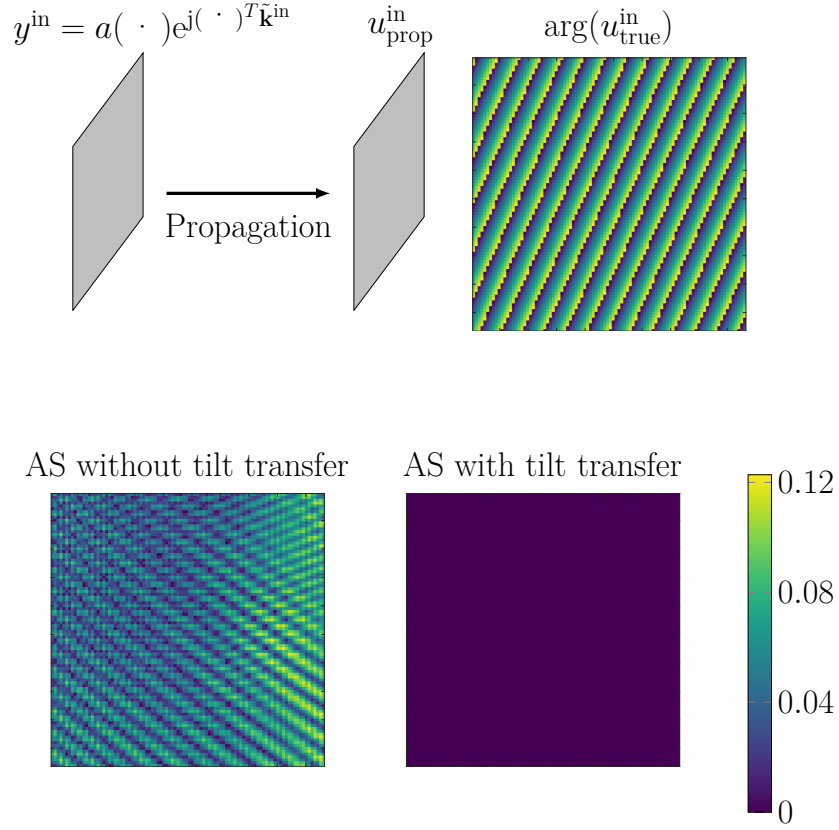 y^in = a( · )e^{j( · )^T k̃^in}
u^in_prop
arg(u^in_true)
Propagation
AS without tilt transfer
AS with tilt transfer
0.12
0.08
0.04
0